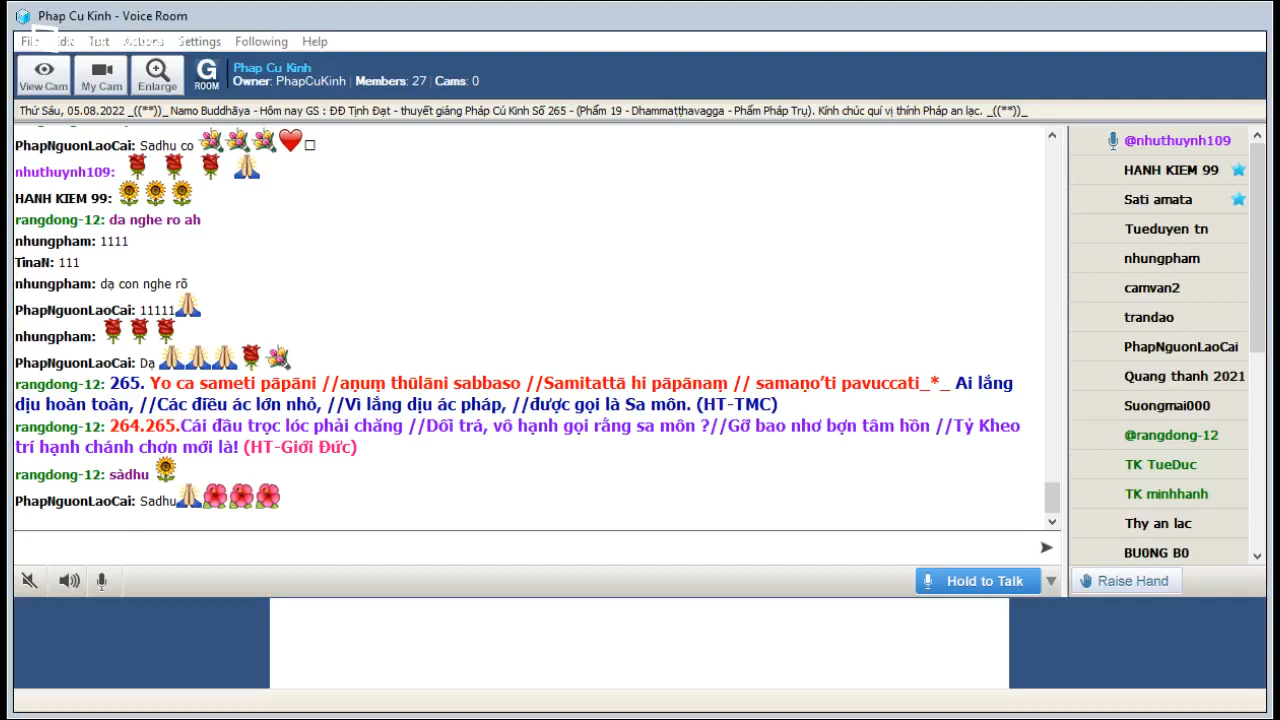 Phap Cu Kinh - Voice Room
Settings Following Help
View Cam My Cam Enlarge G ROOM Phap Cu Kinh
Owner: PhapCuKinh | Members: 27 | Cams: 0
Thứ Sáu, 05.08.2022 _((**))_ Namo Buddhāya - Hôm nay GS : ĐĐ Tịnh Đạt - thuyết giảng Pháp Cú Kinh Số 265 - (Phẩm 19 - Dhammaṭṭhavagga - Phẩm Pháp Trụ). Kính chúc quí vị thính Pháp an lạc. _((**))_
PhapNguonLaoCai: Sadhu co
nhuthuynh109:
HANH KIEM 99:
rangdong-12: da nghe ro ah
nhungpham: 1111
TinaN: 111
nhungpham: dạ con nghe rõ
PhapNguonLaoCai: 11111
nhungpham:
PhapNguonLaoCai: Dạ
rangdong-12: 265. Yo ca sameti pāpāni //aṇuṃ thūlāni sabbaso //Samitattā hi pāpānaṃ // samaṇo’ti pavuccati_*_ Ai lắng
dịu hoàn toàn, //Các điều ác lớn nhỏ, //Vì lắng dịu ác pháp, //được gọi là Sa môn. (HT-TMC)
rangdong-12: 264.265.Cái đầu trọc lóc phải chăng //Dối trá, vô hạnh gọi rằng sa môn ?//Gỡ bao nhơ bợn tâm hồn //Tỷ Kheo
trí hạnh chánh chơn mới là! (HT-Giới Đức)
rangdong-12: sàdhu
PhapNguonLaoCai: Sadhu
@nhuthuynh109
HANH KIEM 99
Sati amata
Tueduyen tn
nhungpham
camvan2
trandao
PhapNguonLaoCai
Quang thanh 2021
Suongmai000
@rangdong-12
TK TueDuc
TK minhhanh
Thy an lac
BU0NG B0
Hold to Talk Raise Hand